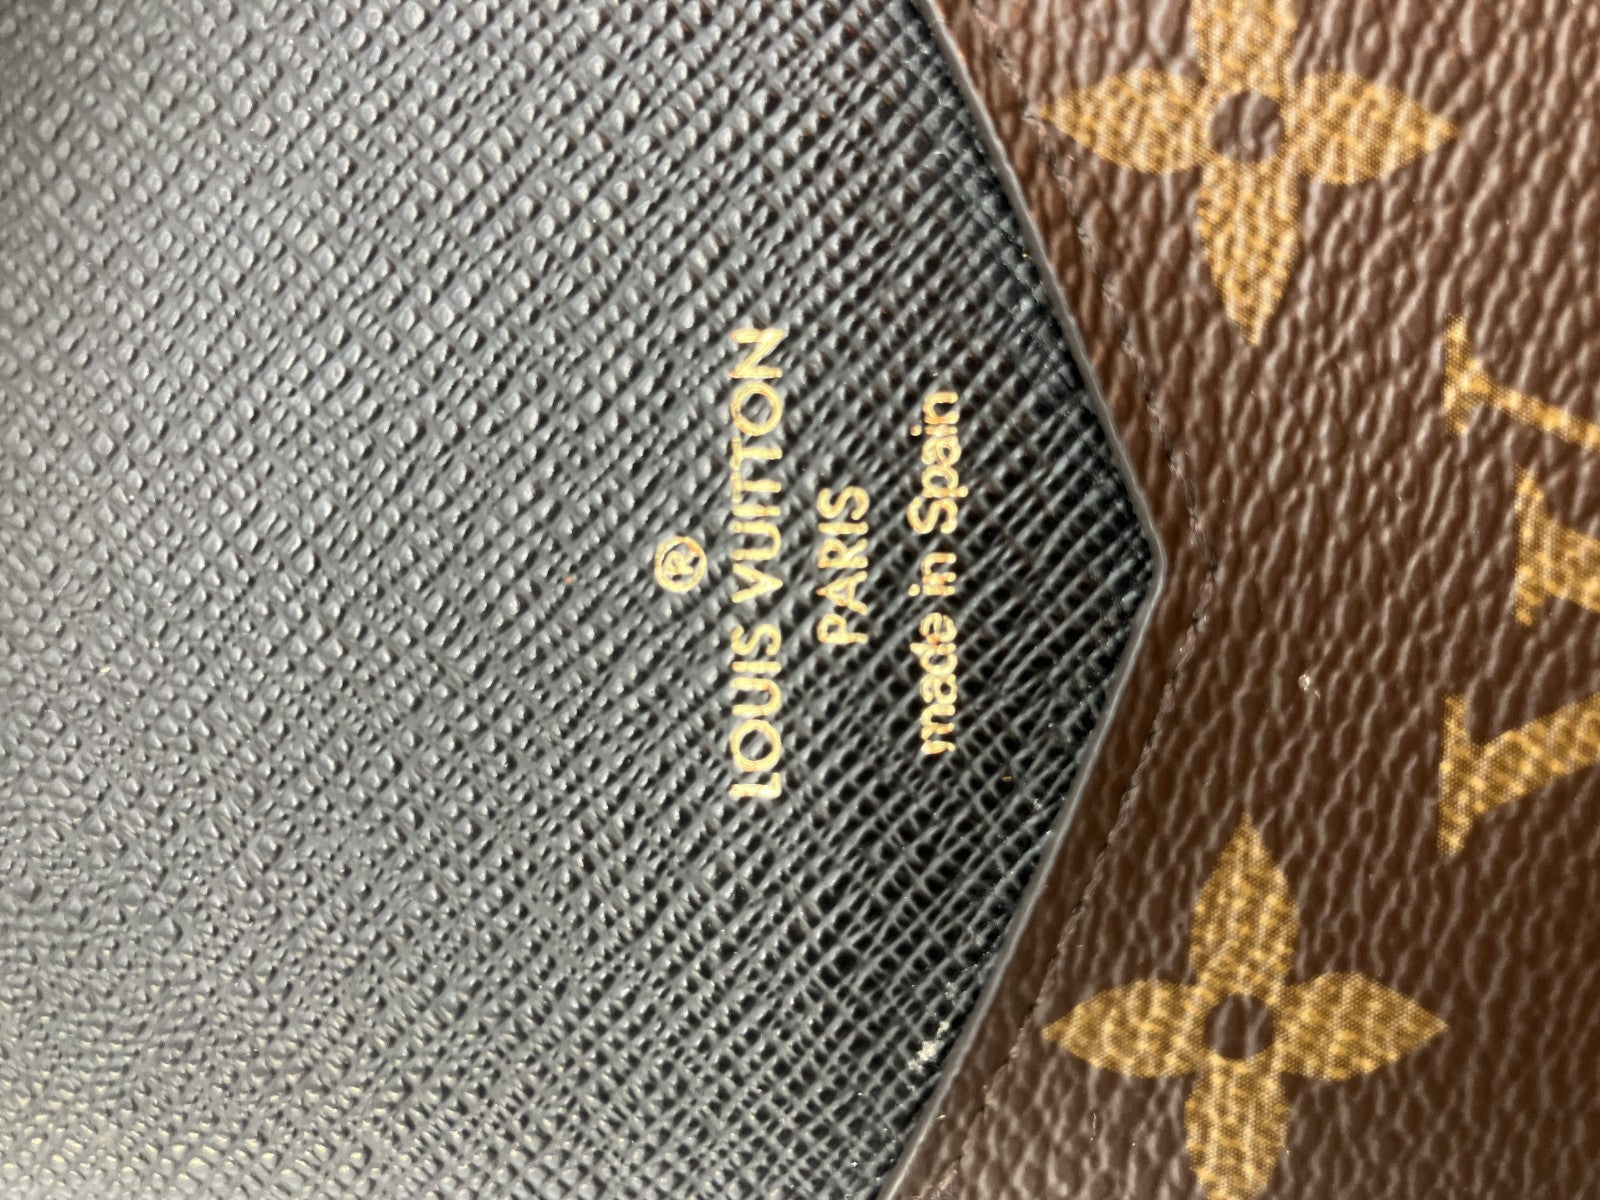 ®
LOUIS VUITTON
PARIS
made in Spain